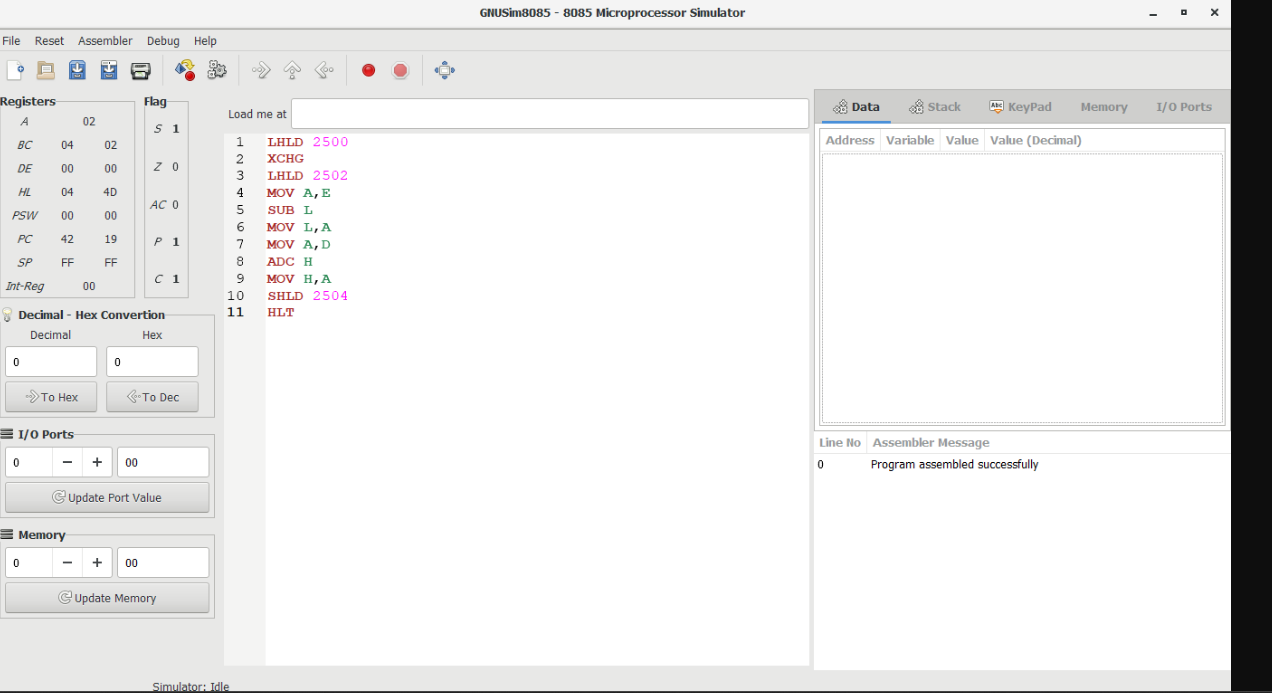 GNUSim8085 - 8085 Microprocessor Simulator
File Reset Assembler Debug Help
Registers
A 02
BC 04 02
DE 00 00
HL 04 4D
PSW 00 00
PC 42 19
SP FF FF
Int-Reg 00
Flag
S 1
Z 0
AC 0
P 1
C 1
Decimal - Hex Convertion
Decimal Hex
0 0
To Hex To Dec
I/O Ports
0 − + 00
Update Port Value
Memory
0 − + 00
Update Memory
Load me at
1 LHLD 2500
2 XCHG
3 LHLD 2502
4 MOV A,E
5 SUB L
6 MOV L,A
7 MOV A,D
8 ADC H
9 MOV H,A
10 SHLD 2504
11 HLT
Data Stack Abc KeyPad Memory I/O Ports
Address Variable Value Value (Decimal)
Line No Assembler Message
0 Program assembled successfully
Simulator: Idle